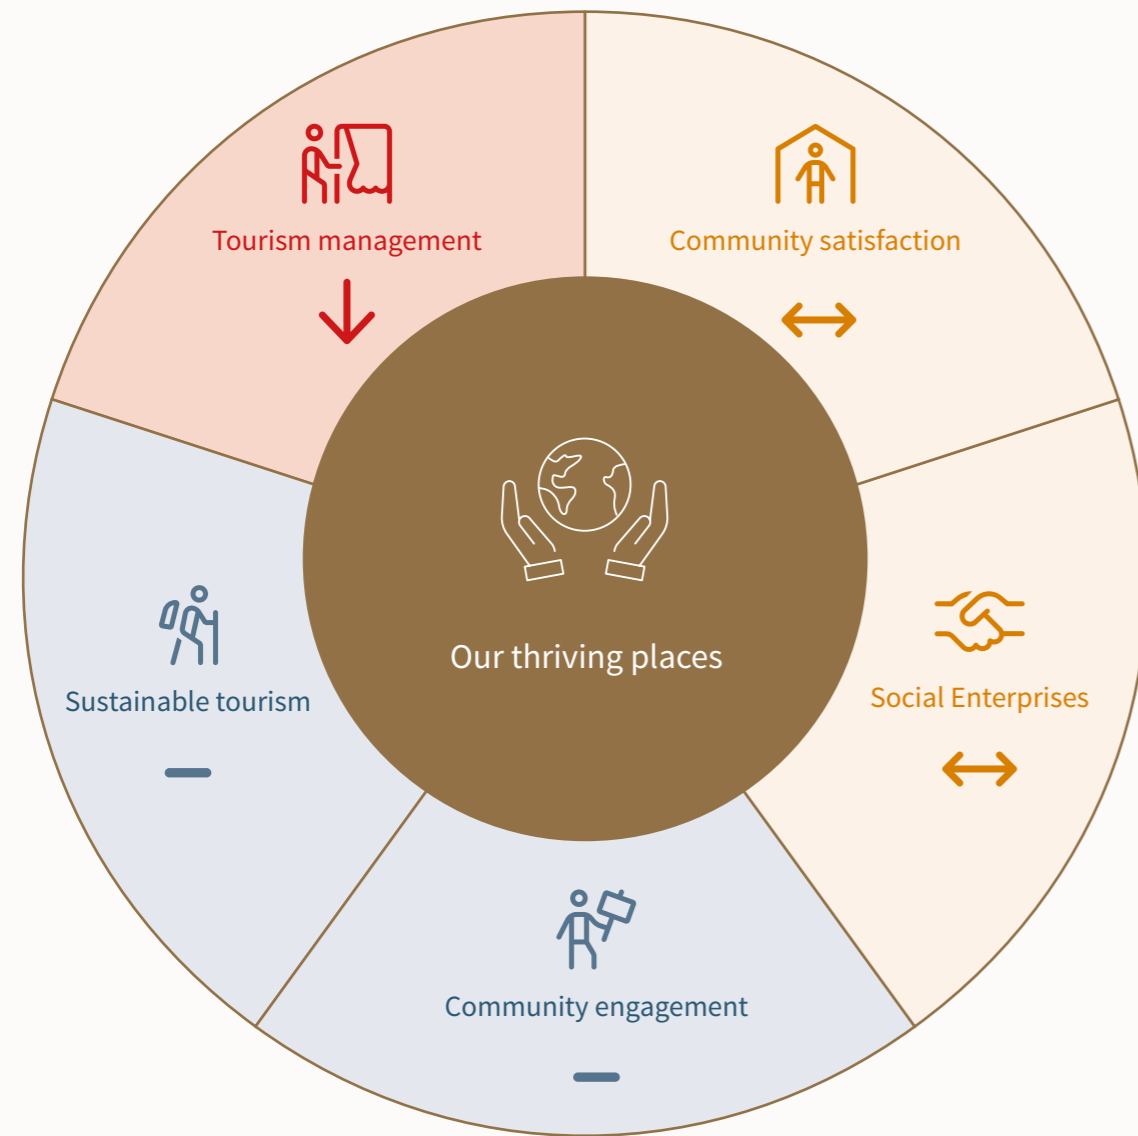 Tourism management
Community satisfaction
Our thriving places
Sustainable tourism
Social Enterprises
Community engagement